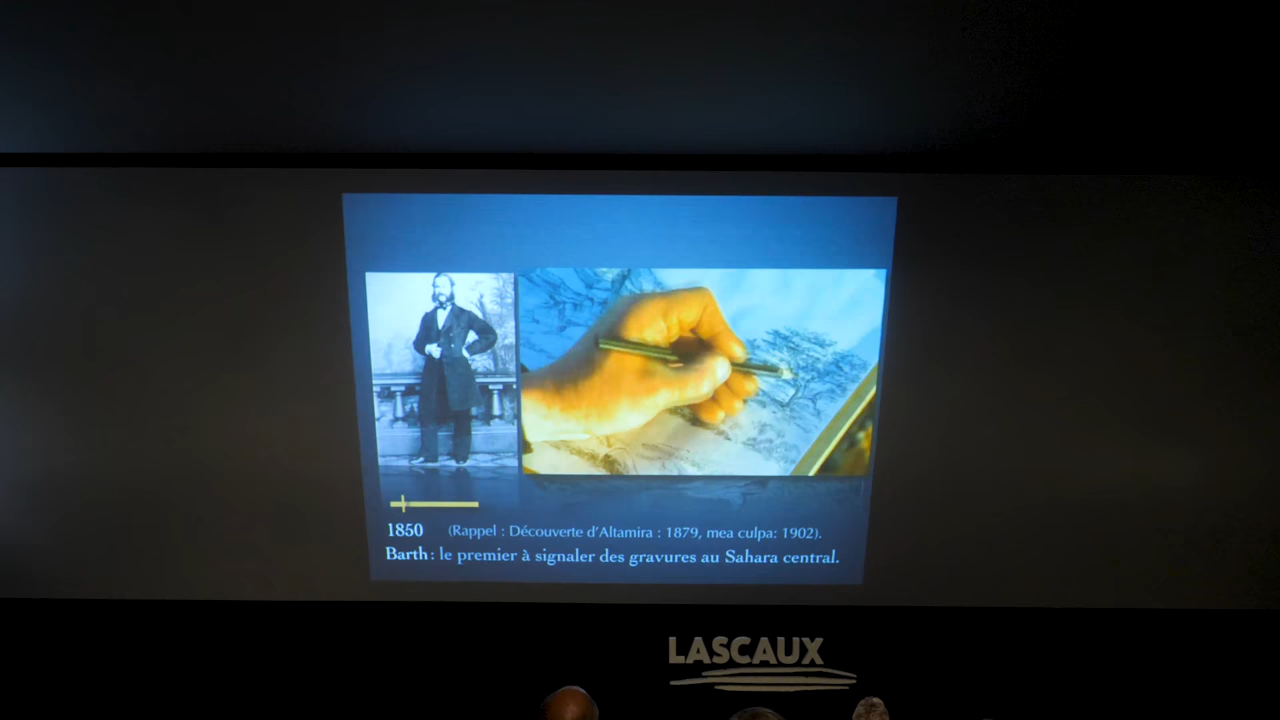 1850 (Rappel : Découverte d'Altamira : 1879, mea culpa: 1902).
Barth : le premier à signaler des gravures au Sahara central.
LASCAUX